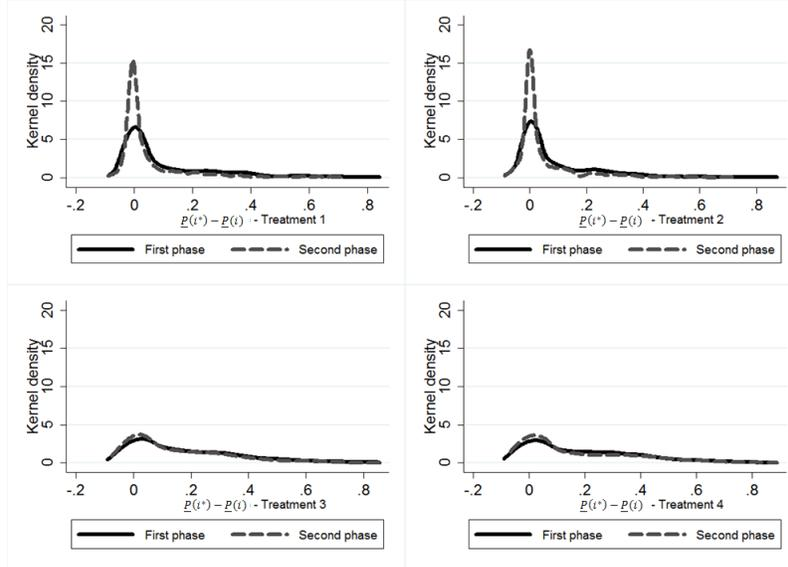 20
15
10
5
0
Kernel density
-.2 0 .2 .4 .6 .8
P(i*) − P(i) - Treatment 1
First phase Second phase
20
15
10
5
0
Kernel density
-.2 0 .2 .4 .6 .8
P(i*) − P(i) - Treatment 2
First phase Second phase
20
15
10
5
0
Kernel density
-.2 0 .2 .4 .6 .8
P(i*) − P(i) - Treatment 3
First phase Second phase
20
15
10
5
0
Kernel density
-.2 0 .2 .4 .6 .8
P(i*) − P(i) - Treatment 4
First phase Second phase